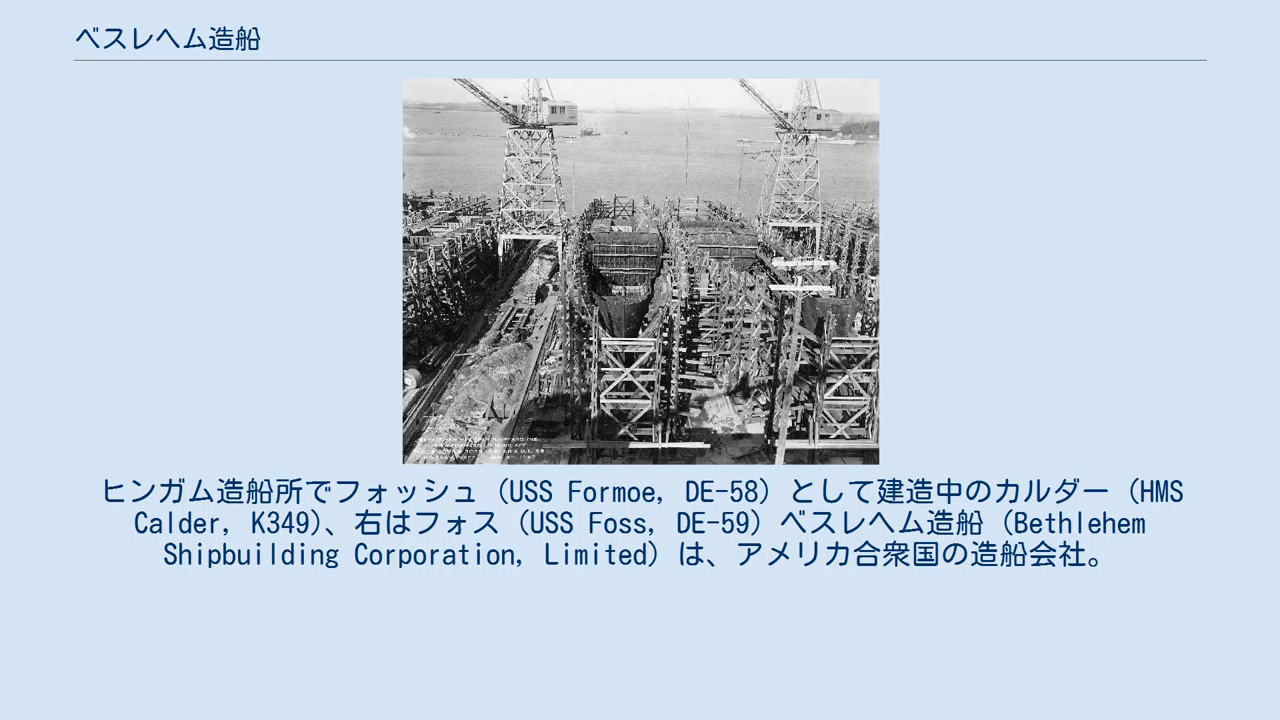 ベスレヘム造船
ヒンガム造船所でフォッシュ（USS Formoe, DE-58）として建造中のカルダー（HMS
Calder, K349）、右はフォス（USS Foss, DE-59）ベスレヘム造船（Bethlehem
Shipbuilding Corporation, Limited）は、アメリカ合衆国の造船会社。